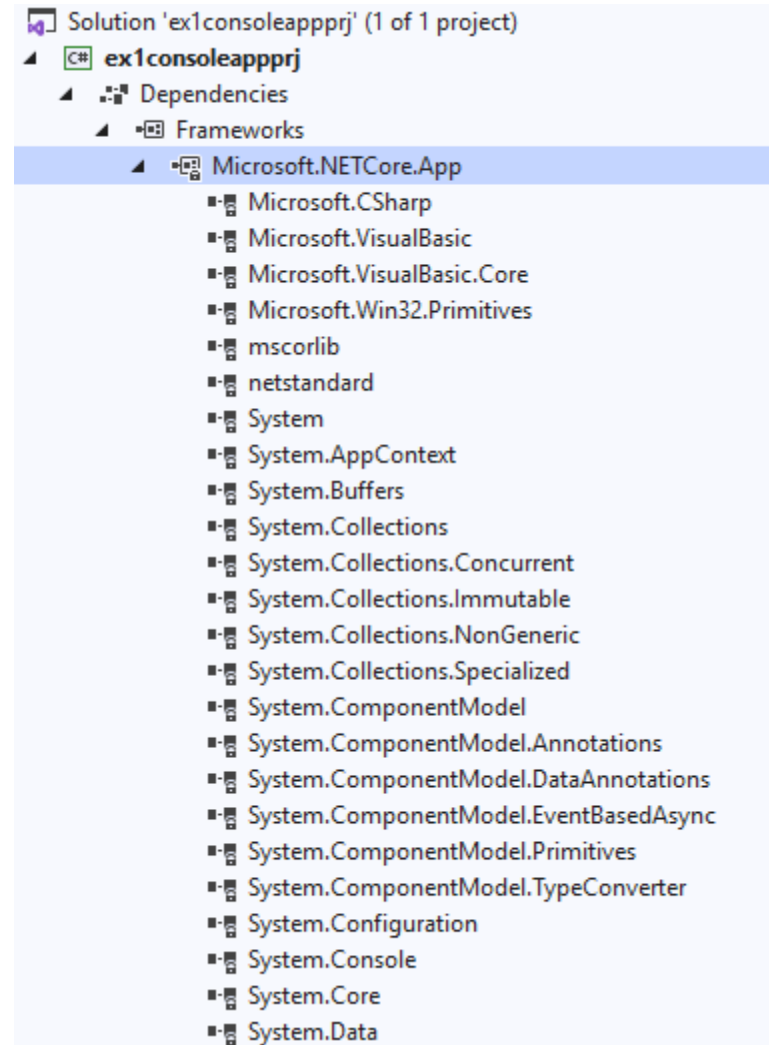 Solution 'ex1consoleappprj' (1 of 1 project)
C# ex1consoleappprj
Dependencies
Frameworks
Microsoft.NETCore.App
Microsoft.CSharp
Microsoft.VisualBasic
Microsoft.VisualBasic.Core
Microsoft.Win32.Primitives
mscorlib
netstandard
System
System.AppContext
System.Buffers
System.Collections
System.Collections.Concurrent
System.Collections.Immutable
System.Collections.NonGeneric
System.Collections.Specialized
System.ComponentModel
System.ComponentModel.Annotations
System.ComponentModel.DataAnnotations
System.ComponentModel.EventBasedAsync
System.ComponentModel.Primitives
System.ComponentModel.TypeConverter
System.Configuration
System.Console
System.Core
System.Data